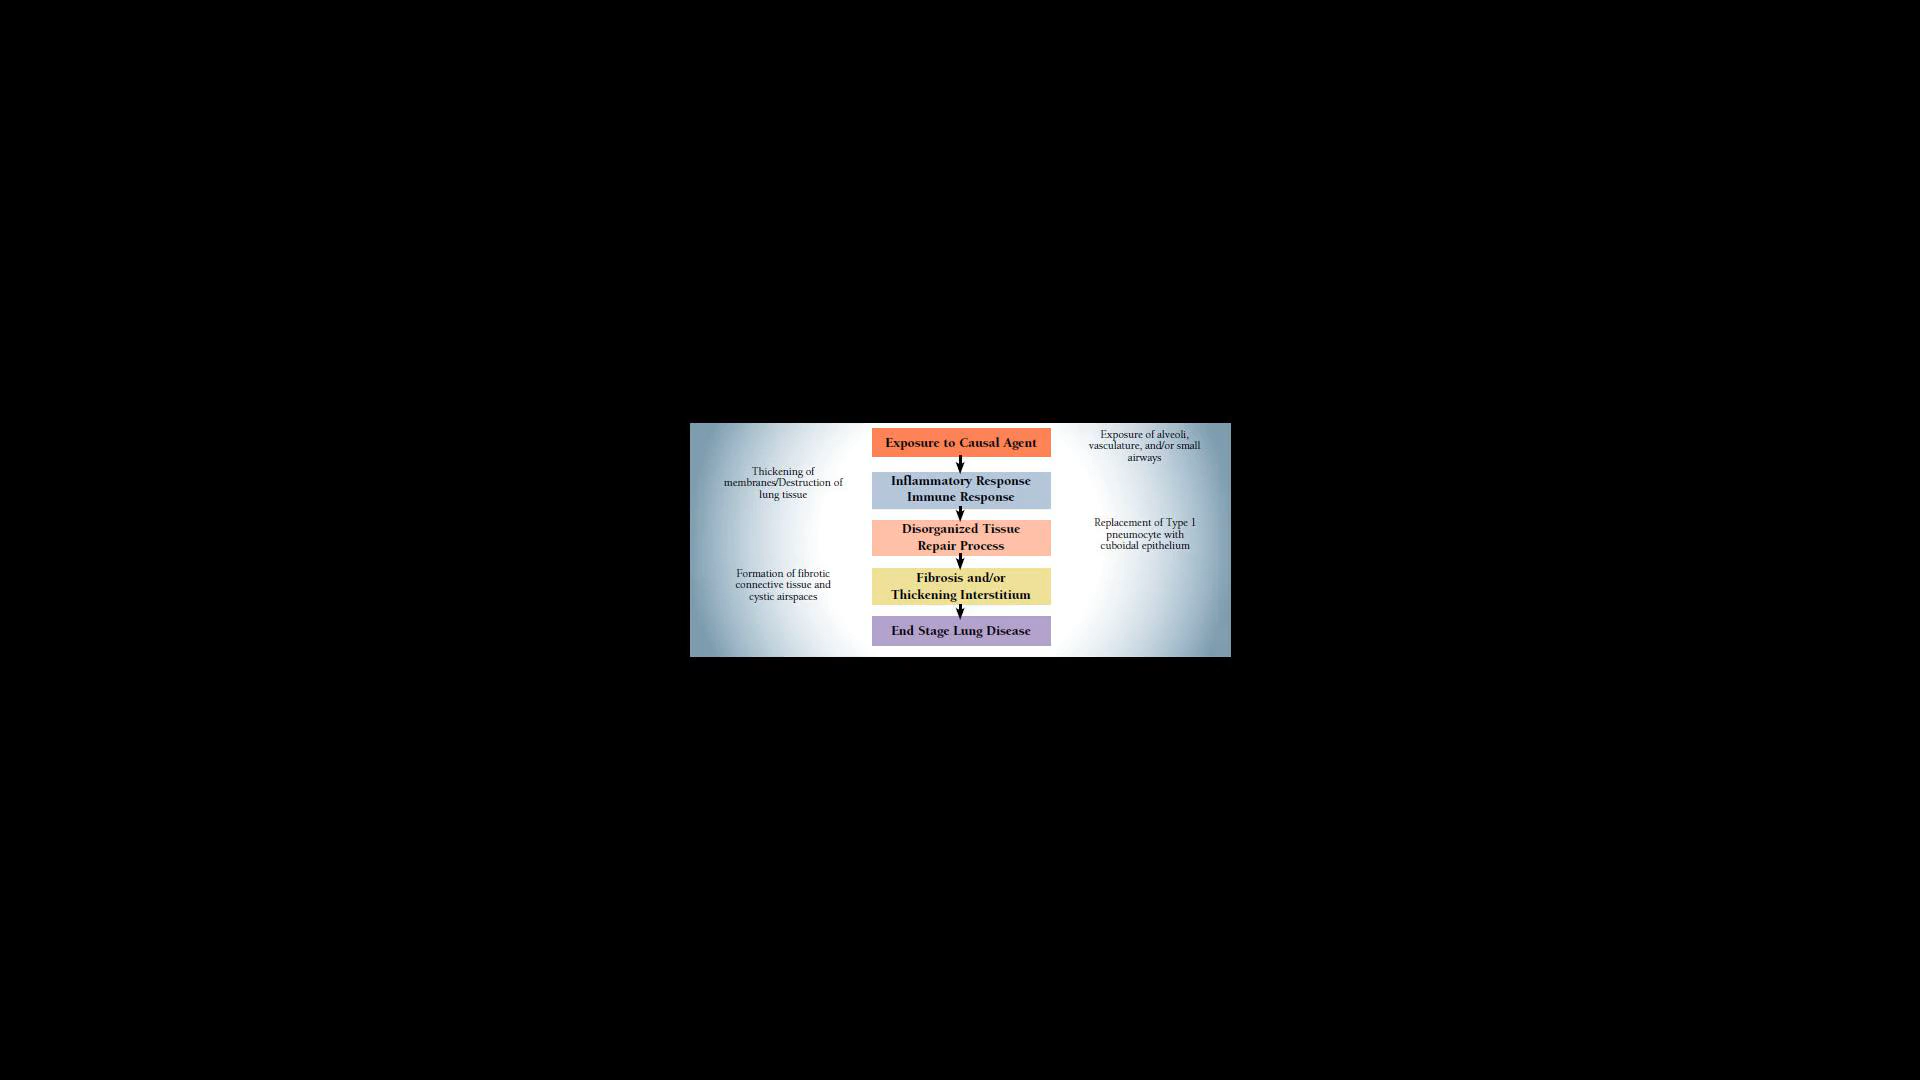 Exposure to Causal Agent
Exposure of alveoli,
vasculature, and/or small
airways
Thickening of
membranes/Destruction of
lung tissue
Inflammatory Response
Immune Response
Disorganized Tissue
Repair Process
Replacement of Type 1
pneumocyte with
cuboidal epithelium
Formation of fibrotic
connective tissue and
cystic airspaces
Fibrosis and/or
Thickening Interstitium
End Stage Lung Disease